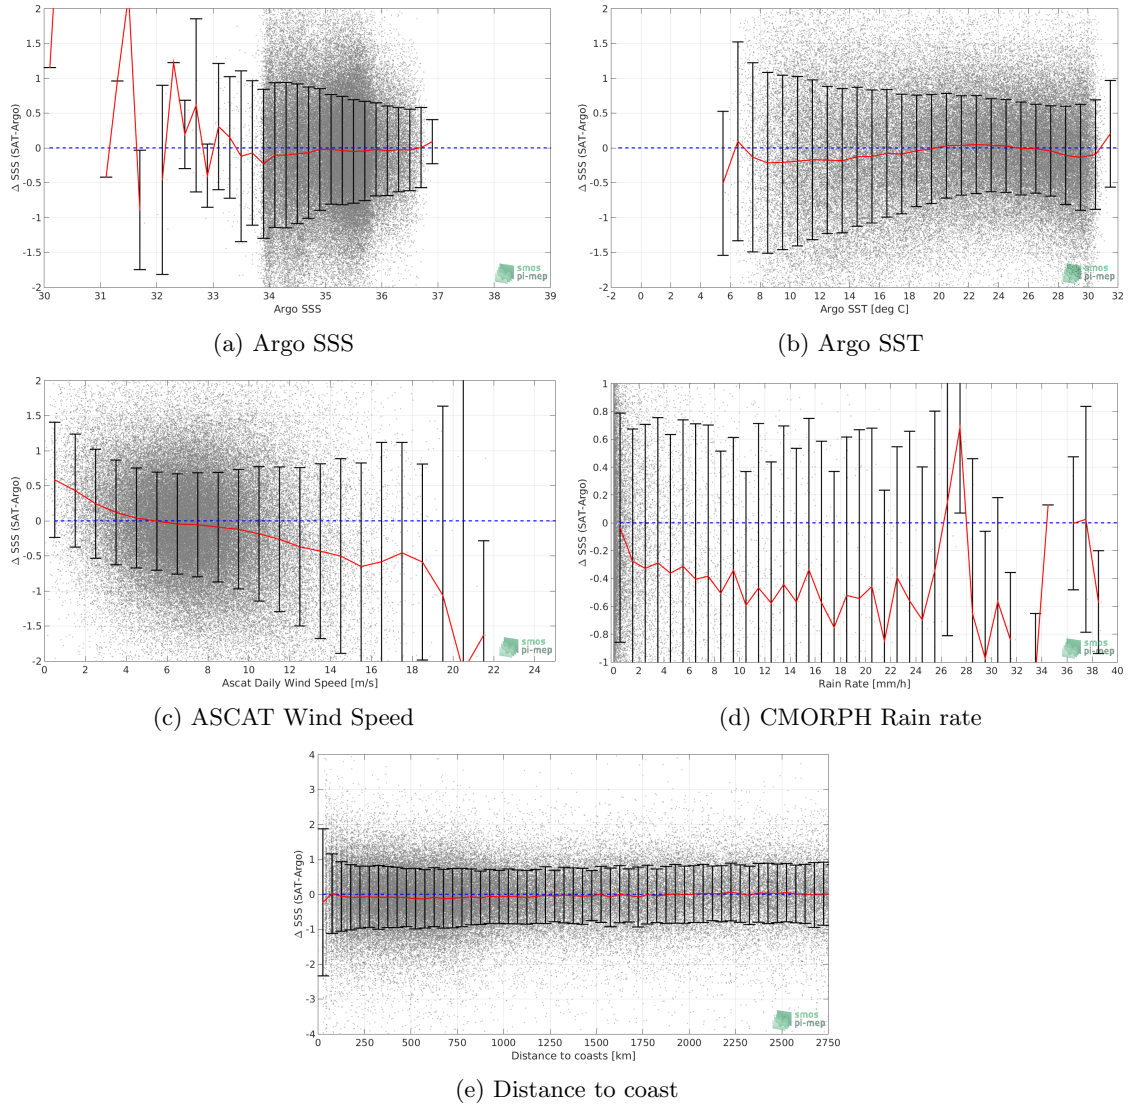 2
1.5
1
0.5
0
-0.5
-1
-1.5
-2
Δ SSS (SAT-Argo)
30 31 32 33 34 35 36 37 38 39
Argo SSS
smos
pi-mep
(a) Argo SSS
2
1.5
1
0.5
0
-0.5
-1
-1.5
-2
Δ SSS (SAT-Argo)
-2 0 2 4 6 8 10 12 14 16 18 20 22 24 26 28 30 32
Argo SST [deg C]
smos
pi-mep
(b) Argo SST
2
1.5
1
0.5
0
-0.5
-1
-1.5
-2
Δ SSS (SAT-Argo)
0 2 4 6 8 10 12 14 16 18 20 22 24
Ascat Daily Wind Speed [m/s]
smos
pi-mep
(c) ASCAT Wind Speed
1
0.8
0.6
0.4
0.2
0
-0.2
-0.4
-0.6
-0.8
-1
Δ SSS (SAT-Argo)
0 2 4 6 8 10 12 14 16 18 20 22 24 26 28 30 32 34 36 38 40
Rain Rate [mm/h]
smos
pi-mep
(d) CMORPH Rain rate
4
3
2
1
0
-1
-2
-3
-4
Δ SSS (SAT-Argo)
0 250 500 750 1000 1250 1500 1750 2000 2250 2500 2750
Distance to coasts [km]
smos
pi-mep
(e) Distance to coast